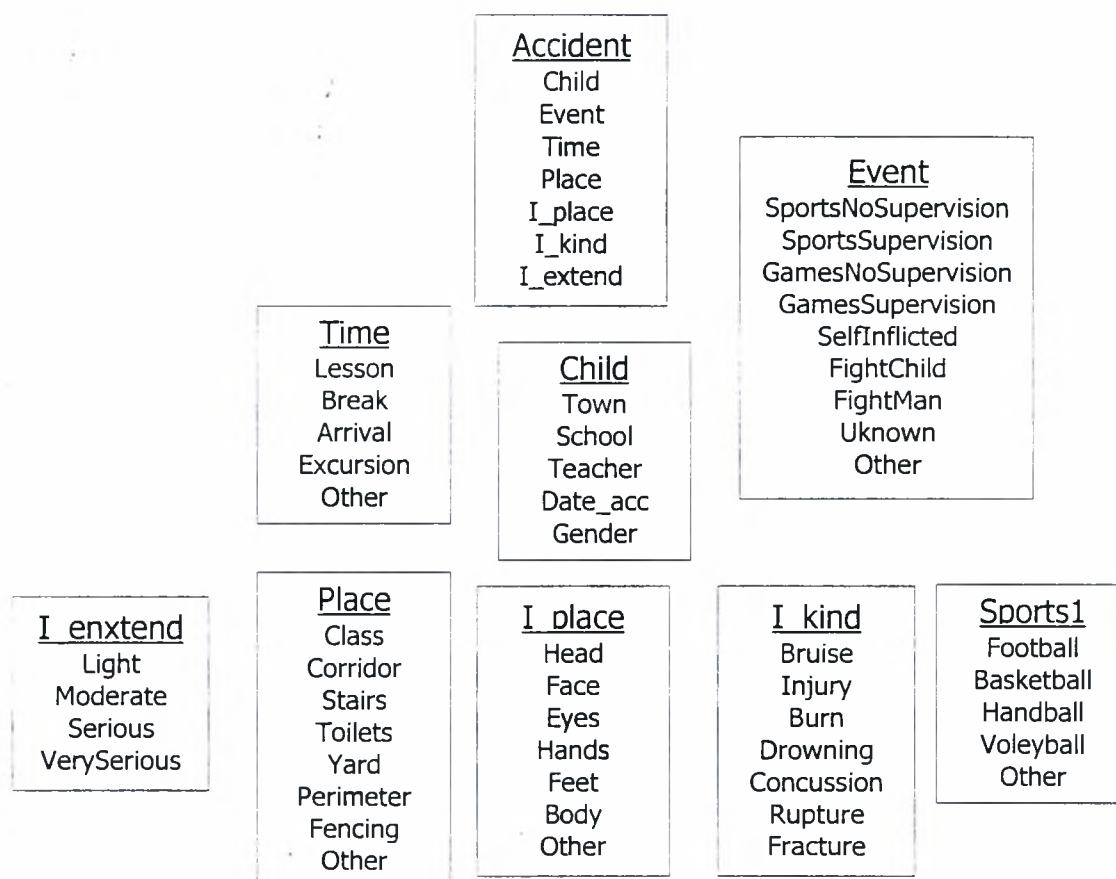 Accident
Child
Event
Time
Place
I_place
I_kind
I_extend
Event
SportsNoSupervision
SportsSupervision
GamesNoSupervision
GamesSupervision
SelfInflicted
FightChild
FightMan
Uknown
Other
Time
Lesson
Break
Arrival
Excursion
Other
Child
Town
School
Teacher
Date_acc
Gender
I_enxtend
Light
Moderate
Serious
VerySerious
Place
Class
Corridor
Stairs
Toilets
Yard
Perimeter
Fencing
Other
I_place
Head
Face
Eyes
Hands
Feet
Body
Other
I_kind
Bruise
Injury
Burn
Drowning
Concussion
Rupture
Fracture
Sports1
Football
Basketball
Handball
Voleyball
Other